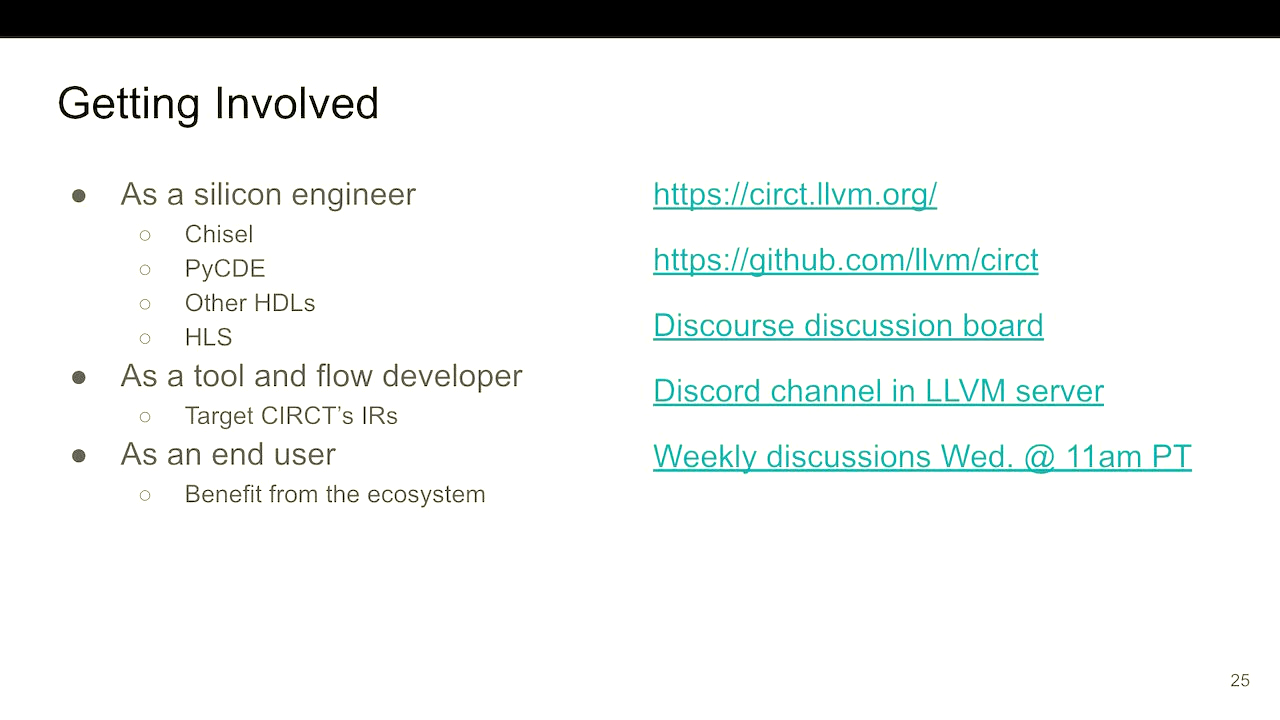 Getting Involved
● As a silicon engineer
○ Chisel
○ PyCDE
○ Other HDLs
○ HLS
● As a tool and flow developer
○ Target CIRCT’s IRs
● As an end user
○ Benefit from the ecosystem
https://circt.llvm.org/
https://github.com/llvm/circt
Discourse discussion board
Discord channel in LLVM server
Weekly discussions Wed. @ 11am PT
25